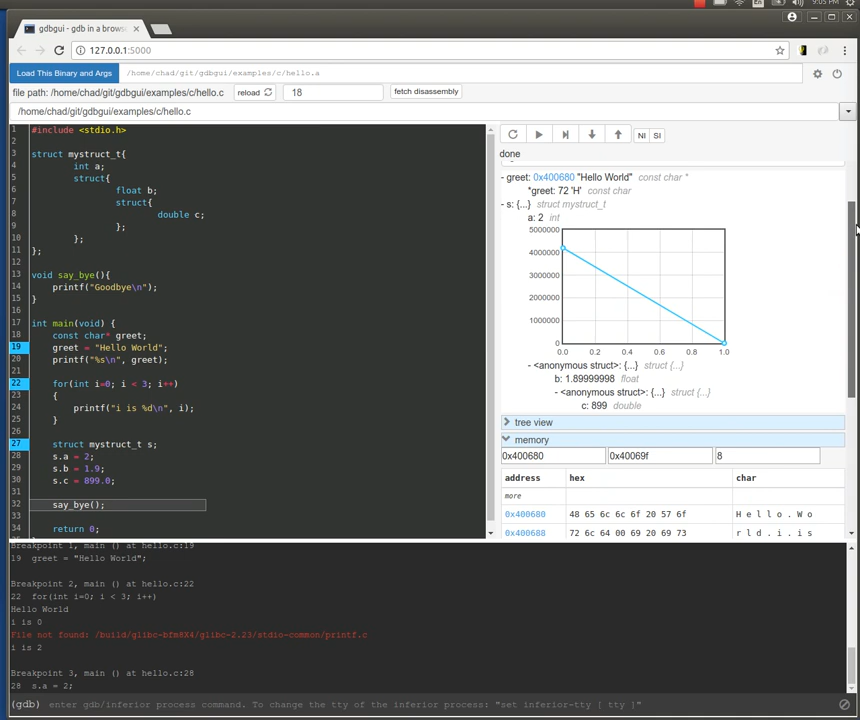 9:05 PM
gdbgui - gdb in a brows
127.0.0.1:5000
Load This Binary and Args /home/chad/git/gdbgui/examples/c/hello.a
file path: /home/chad/git/gdbgui/examples/c/hello.c reload 18 fetch disassembly
/home/chad/git/gdbgui/examples/c/hello.c
1 #include <stdio.h>
2
3 struct mystruct_t{
4 int a;
5 struct{
6 float b;
7 struct{
8 double c;
9 };
10 };
11 };
12
13 void say_bye(){
14 printf("Goodbye\n");
15 }
16
17 int main(void) {
18 const char* greet;
19 greet = "Hello World";
20 printf("%s\n", greet);
21
22 for(int i=0; i < 3; i++)
23 {
24 printf("i is %d\n", i);
25 }
26
27 struct mystruct_t s;
28 s.a = 2;
29 s.b = 1.9;
30 s.c = 899.0;
31
32 say_bye();
33
34 return 0;
NI SI
done
- greet: 0x400680 "Hello World" const char *
*greet: 72 'H' const char
- s: {...} struct mystruct_t
a: 2 int
5000000
4000000
3000000
2000000
1000000
0
0.0 0.2 0.4 0.6 0.8 1.0
- <anonymous struct>: {...} struct {...}
b: 1.89999998 float
- <anonymous struct>: {...} struct {...}
c: 899 double
tree view
memory
0x400680 0x40069f 8
address hex char
more
0x400680 48 65 6c 6c 6f 20 57 6f H e l l o . W o
0x400688 72 6c 64 00 69 20 69 73 r l d . i . i s
Breakpoint 1, main () at hello.c:19
19 greet = "Hello World";
Breakpoint 2, main () at hello.c:22
22 for(int i=0; i < 3; i++)
Hello World
i is 0
File not found: /build/glibc-bfm8X4/glibc-2.23/stdio-common/printf.c
i is 2
Breakpoint 3, main () at hello.c:28
28 s.a = 2;
(gdb) enter gdb/inferior process command. To change the tty of the inferior process: "set inferior-tty [ tty ]"